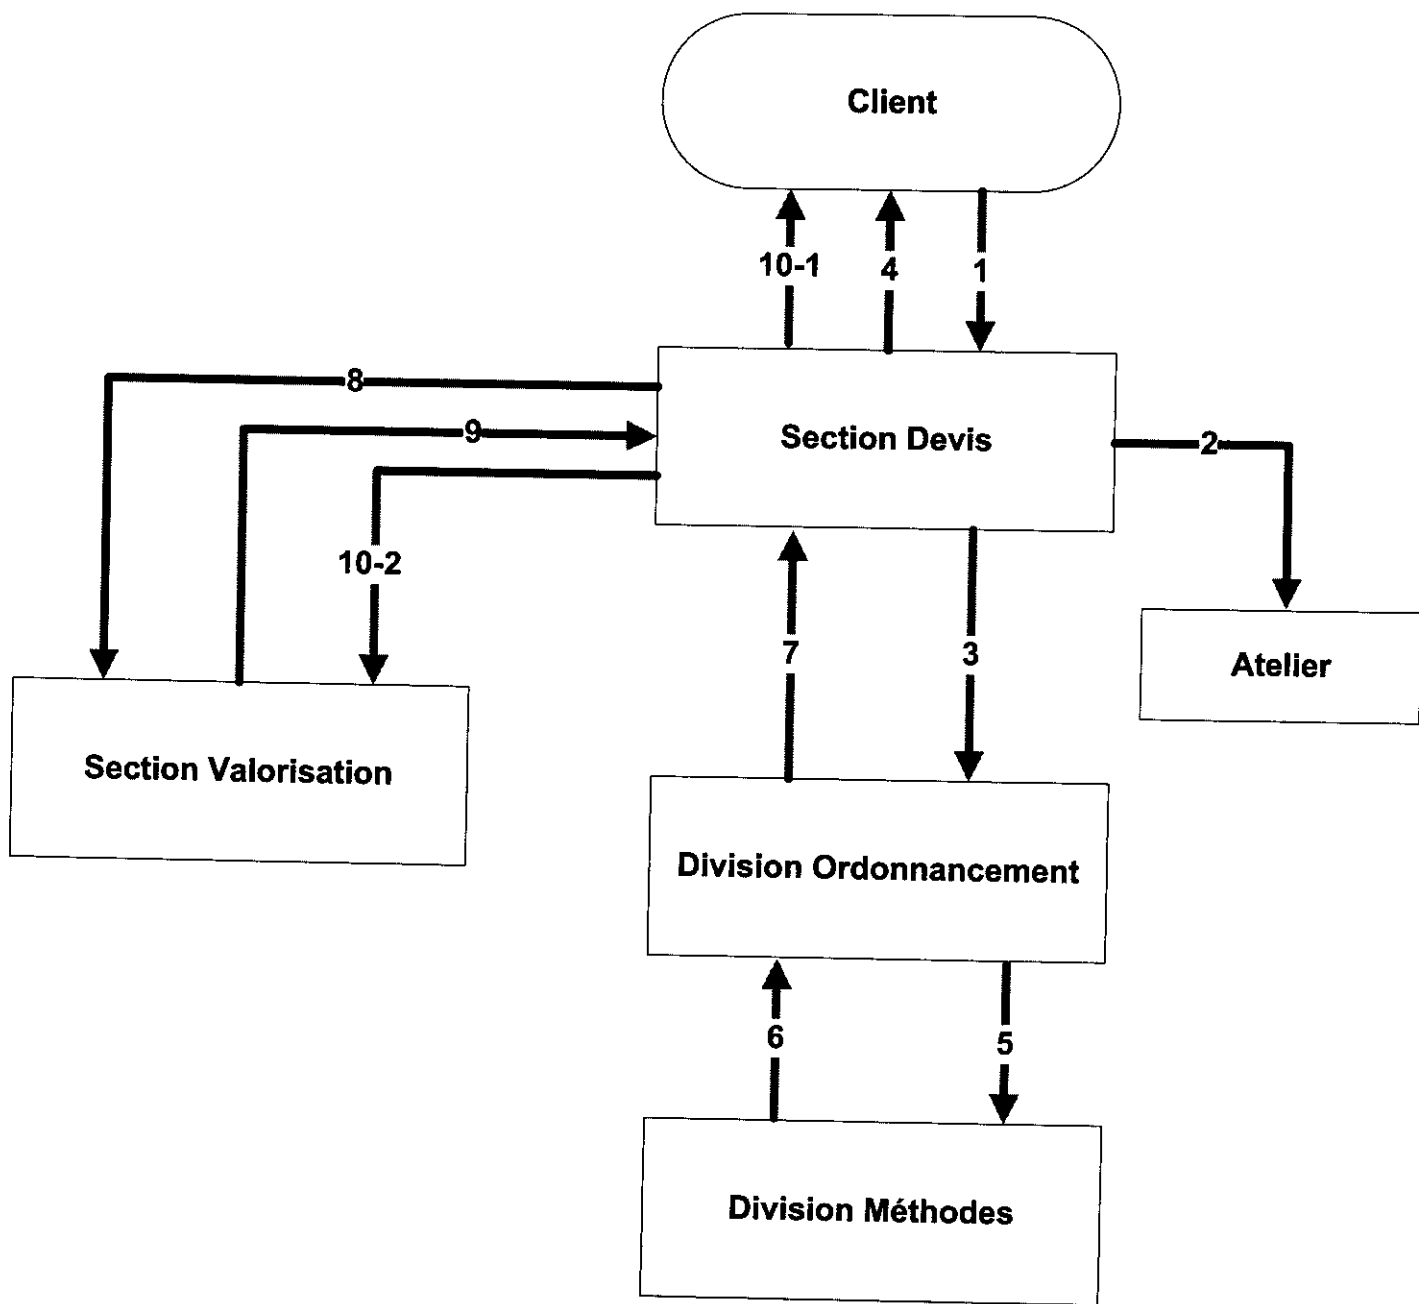 Client
10-1
4
1
8
9
Section Devis
2
10-2
7
3
Atelier
Section Valorisation
Division Ordonnancement
6
5
Division Méthodes